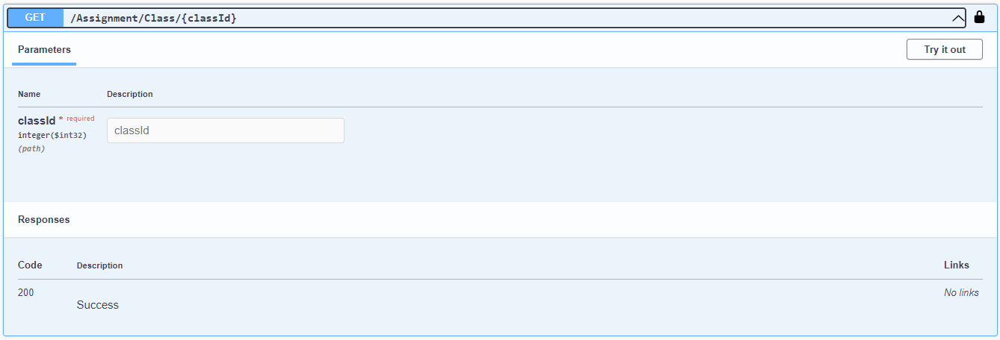 GET /Assignment/Class/{classId}
Parameters
Try it out
Name Description
classId * required
classId
integer($int32)
(path)
Responses
Code Description Links
200 No links
Success